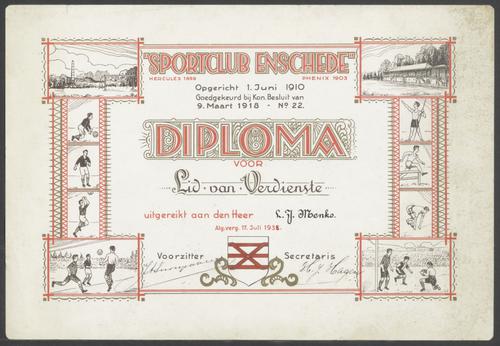 "SPORTCLUB ENSCHEDE"
HERCULES 1898 PHENIX 1903
Opgericht 1. Juni 1910
Goedgekeurd bij Kon. Besluit van
9. Maart 1918 - No 22.
DIPLOMA
VOOR
Lid van Verdienste
uitgereikt aan den Heer L. J. Monko.
Alg. verg. 17. Juli 1938.
Voorzitter Secretaris